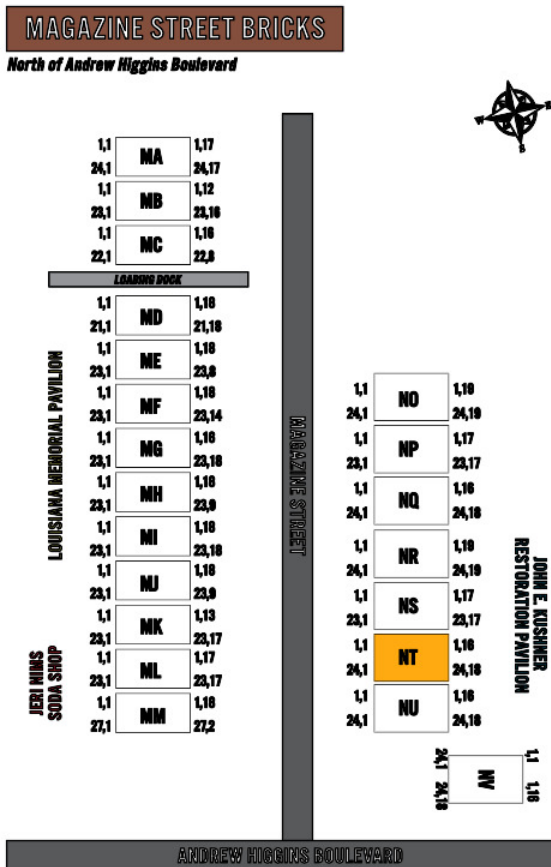 MAGAZINE STREET BRICKS
North of Andrew Higgins Boulevard
N
W
E
S
1,1 MA 1,17
24,1 24,17
1,1 MB 1,12
23,1 23,16
1,1 MC 1,16
22,1 22,8
LOADING DOCK
1,1 MD 1,18
21,1 21,18
1,1 ME 1,18
23,1 23,8
1,1 MF 1,18
23,1 23,14
1,1 MG 1,16
23,1 23,18
1,1 MH 1,18
23,1 23,9
1,1 MI 1,18
23,1 23,18
1,1 MJ 1,18
23,1 23,9
1,1 MK 1,13
23,1 23,17
1,1 ML 1,17
23,1 23,17
1,1 MM 1,18
27,1 27,2
LOUISIANA MEMORIAL PAVILION
JERI NIMS
SODA SHOP
MAGAZINE STREET
1,1 NO 1,19
24,1 24,19
1,1 NP 1,17
23,1 23,17
1,1 NQ 1,16
24,1 24,18
1,1 NR 1,19
24,1 24,19
1,1 NS 1,17
23,1 23,17
1,1 NT 1,16
24,1 24,18
1,1 NU 1,16
24,1 24,18
JOHN E. KUSHNER
RESTORATION PAVILION
1,1 NV 1,16
24,1 24,18
ANDREW HIGGINS BOULEVARD